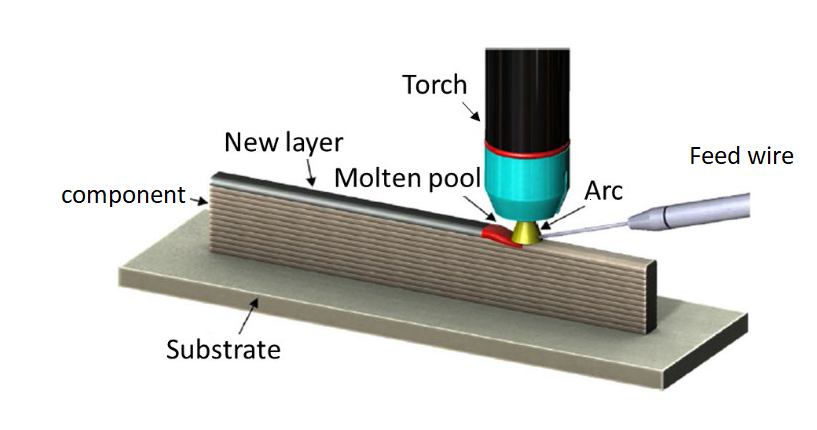 Torch
New layer
Feed wire
Molten pool
Arc
component
Substrate